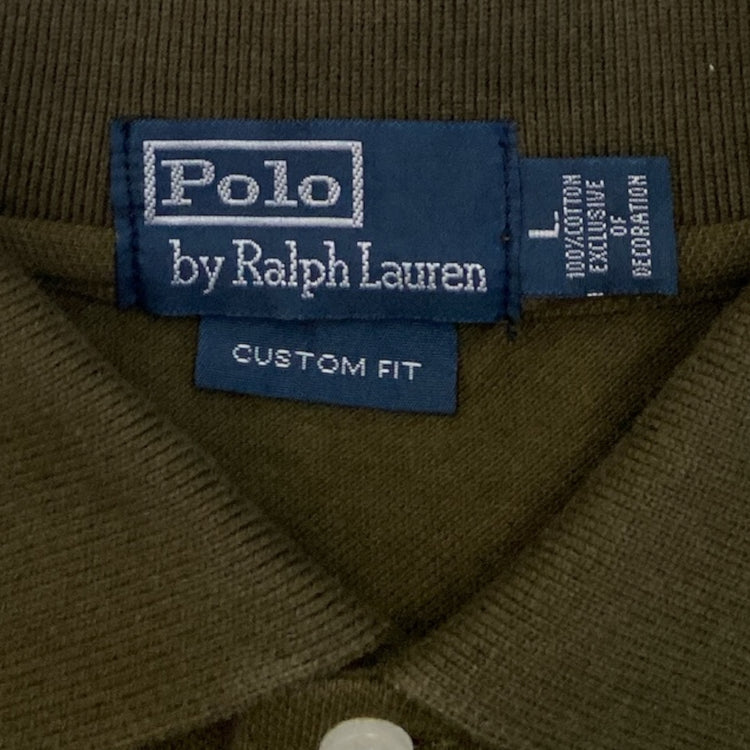 Polo
by Ralph Lauren
CUSTOM FIT
L
100% COTTON
EXCLUSIVE
OF
DECORATION